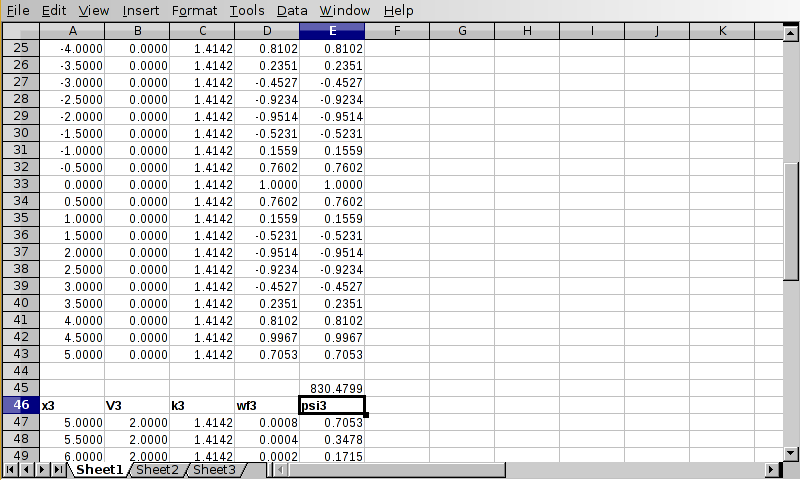 File Edit View Insert Format Tools Data Window Help
A B C D E F G H I J K
25 -4.0000 0.0000 1.4142 0.8102 0.8102
26 -3.5000 0.0000 1.4142 0.2351 0.2351
27 -3.0000 0.0000 1.4142 -0.4527 -0.4527
28 -2.5000 0.0000 1.4142 -0.9234 -0.9234
29 -2.0000 0.0000 1.4142 -0.9514 -0.9514
30 -1.5000 0.0000 1.4142 -0.5231 -0.5231
31 -1.0000 0.0000 1.4142 0.1559 0.1559
32 -0.5000 0.0000 1.4142 0.7602 0.7602
33 0.0000 0.0000 1.4142 1.0000 1.0000
34 0.5000 0.0000 1.4142 0.7602 0.7602
35 1.0000 0.0000 1.4142 0.1559 0.1559
36 1.5000 0.0000 1.4142 -0.5231 -0.5231
37 2.0000 0.0000 1.4142 -0.9514 -0.9514
38 2.5000 0.0000 1.4142 -0.9234 -0.9234
39 3.0000 0.0000 1.4142 -0.4527 -0.4527
40 3.5000 0.0000 1.4142 0.2351 0.2351
41 4.0000 0.0000 1.4142 0.8102 0.8102
42 4.5000 0.0000 1.4142 0.9967 0.9967
43 5.0000 0.0000 1.4142 0.7053 0.7053
44
45 830.4799
46 x3 V3 k3 wf3 psi3
47 5.0000 2.0000 1.4142 0.0008 0.7053
48 5.5000 2.0000 1.4142 0.0004 0.3478
49 6.0000 2.0000 1.4142 0.0002 0.1715
Sheet1 Sheet2 Sheet3